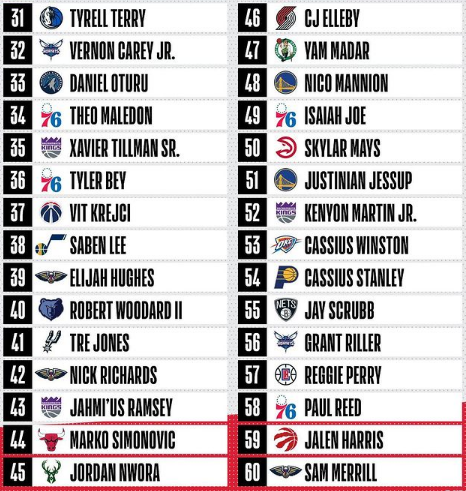 31 TYRELL TERRY
32 VERNON CAREY JR.
33 DANIEL OTURU
34 76 THEO MALEDON
35 KINGS XAVIER TILLMAN SR.
36 76 TYLER BEY
37 VIT KREJCI
38 SABEN LEE
39 ELIJAH HUGHES
40 ROBERT WOODARD II
41 TRE JONES
42 NICK RICHARDS
43 KINGS JAHMI'US RAMSEY
44 MARKO SIMONOVIC
45 JORDAN NWORA
46 CJ ELLEBY
47 YAM MADAR
48 NICO MANNION
49 76 ISAIAH JOE
50 SKYLAR MAYS
51 JUSTINIAN JESSUP
52 KINGS KENYON MARTIN JR.
53 CASSIUS WINSTON
54 CASSIUS STANLEY
55 NETS JAY SCRUBB
56 GRANT RILLER
57 REGGIE PERRY
58 76 PAUL REED
59 JALEN HARRIS
60 SAM MERRILL